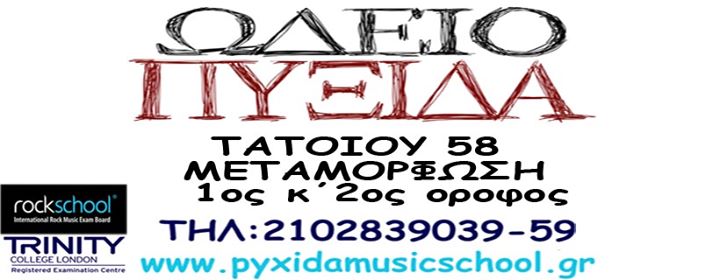 ΩΔΕΙΟ
ΠΥΞΙΔΑ
ΤΑΤΟΙΟΥ 58
ΜΕΤΑΜΟΡΦΩΣΗ
1ος κ΄2ος οροφος
ΤΗΛ:2102839039-59
www.pyxidamusicschool.gr
rockschool
International Rock Music Exam Board
TRINITY
COLLEGE LONDON
Registered Examination Centre